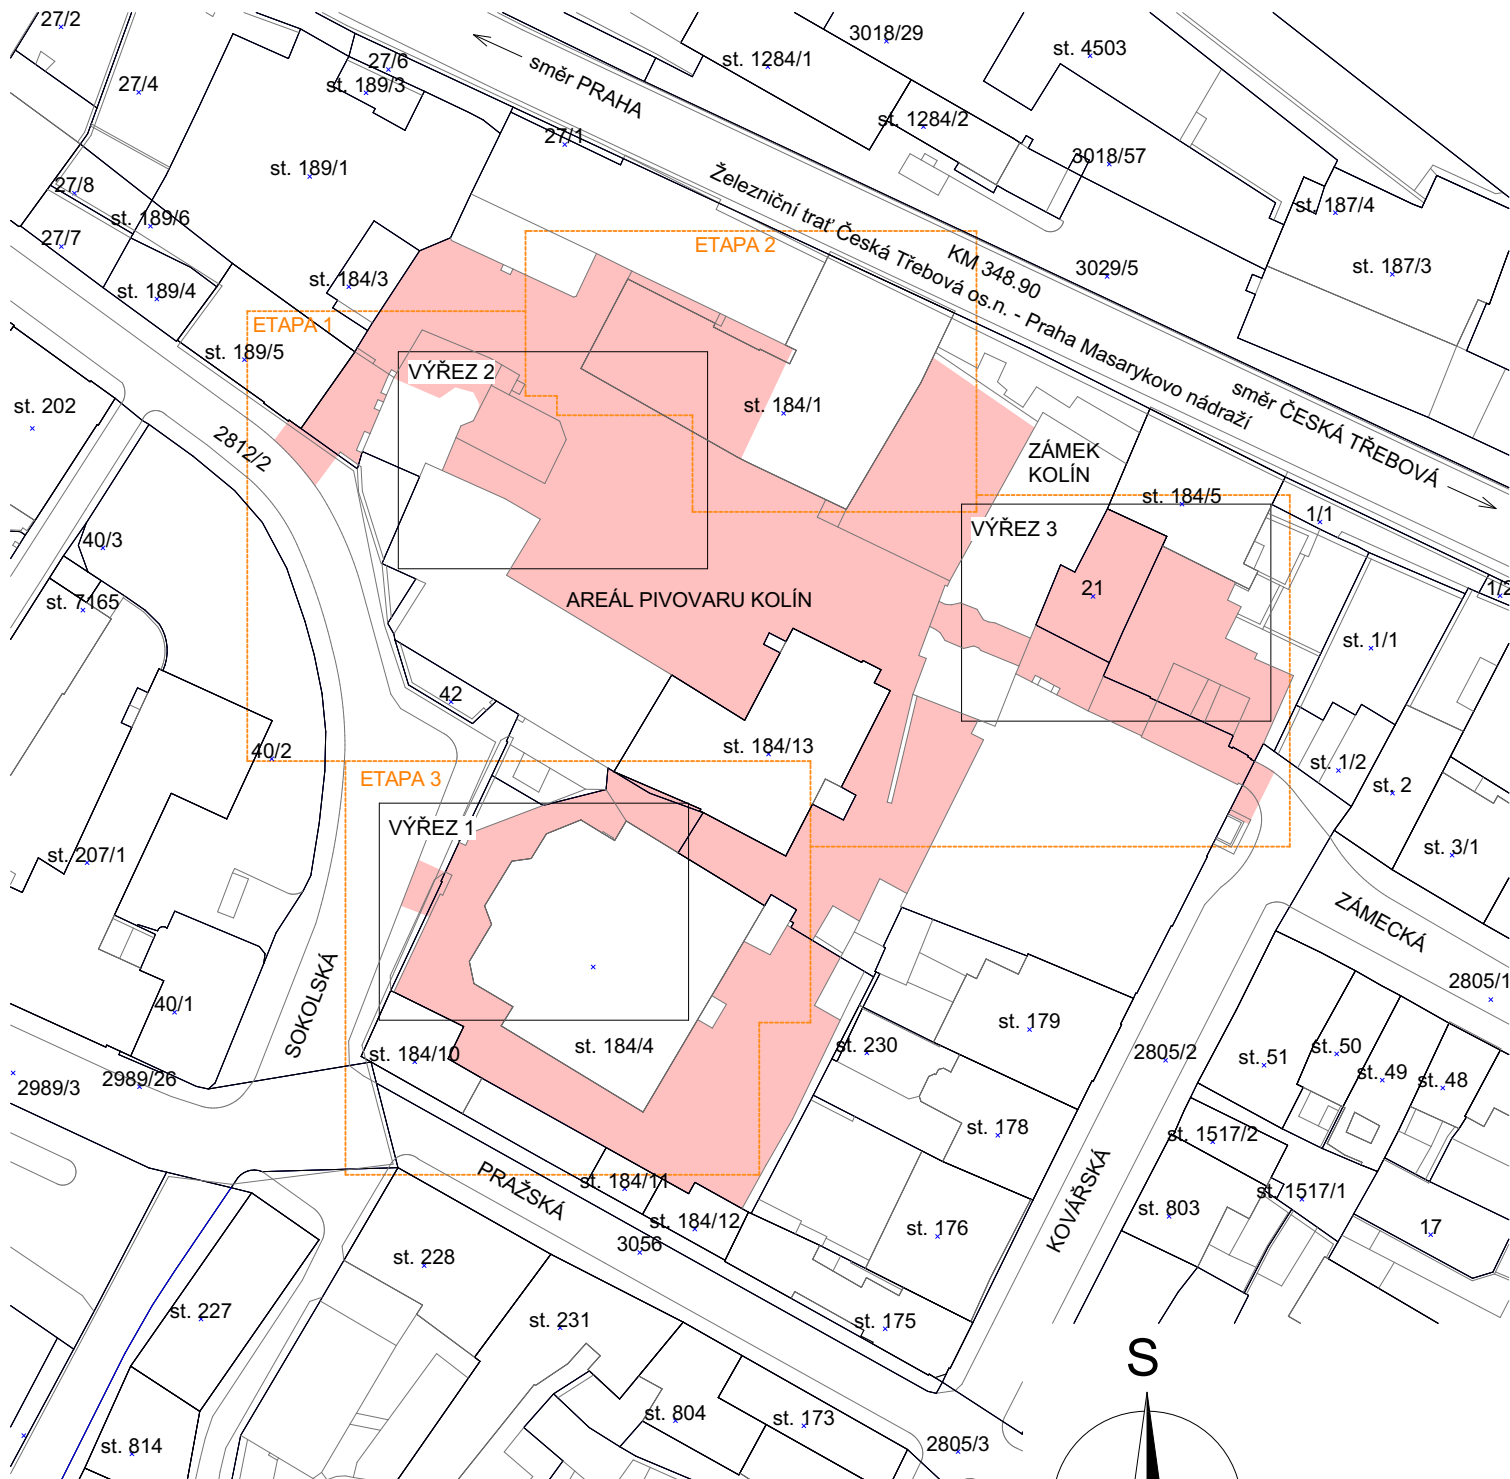 27/2
27/4
27/6
st. 189/3
směr PRAHA
st. 1284/1
3018/29
st. 4503
st. 1284/2
27/1
3018/57
st. 189/1
27/8
st. 189/6
27/7
st. 189/4
st. 184/3
st. 189/5
Železniční trať Česká Třebová os.n. - Praha Masarykovo nádraží
KM 348.90
3029/5
st. 187/4
st. 187/3
ETAPA 2
ETAPA 1
VÝŘEZ 2
st. 184/1
směr ČESKÁ TŘEBOVÁ
st. 202
2812/2
ZÁMEK
KOLÍN
st. 184/5
1/1
VÝŘEZ 3
40/3
st. 7165
AREÁL PIVOVARU KOLÍN
21
1/2
st. 1/1
42
st. 184/13
40/2
ETAPA 3
st. 1/2
st. 2
VÝŘEZ 1
st. 207/1
st. 3/1
ZÁMECKÁ
2805/1
SOKOLSKÁ
40/1
st. 184/10
st. 184/4
st. 230
st. 179
2805/2
st. 51
st. 50
st. 49
st. 48
2989/3
2989/26
st. 178
st. 1517/2
PRAŽSKÁ
st. 184/11
st. 184/12
3056
st. 176
KOVÁŘSKÁ
st. 803
st. 1517/1
17
st. 228
st. 227
st. 231
st. 175
S
st. 804
st. 173
2805/3
st. 814